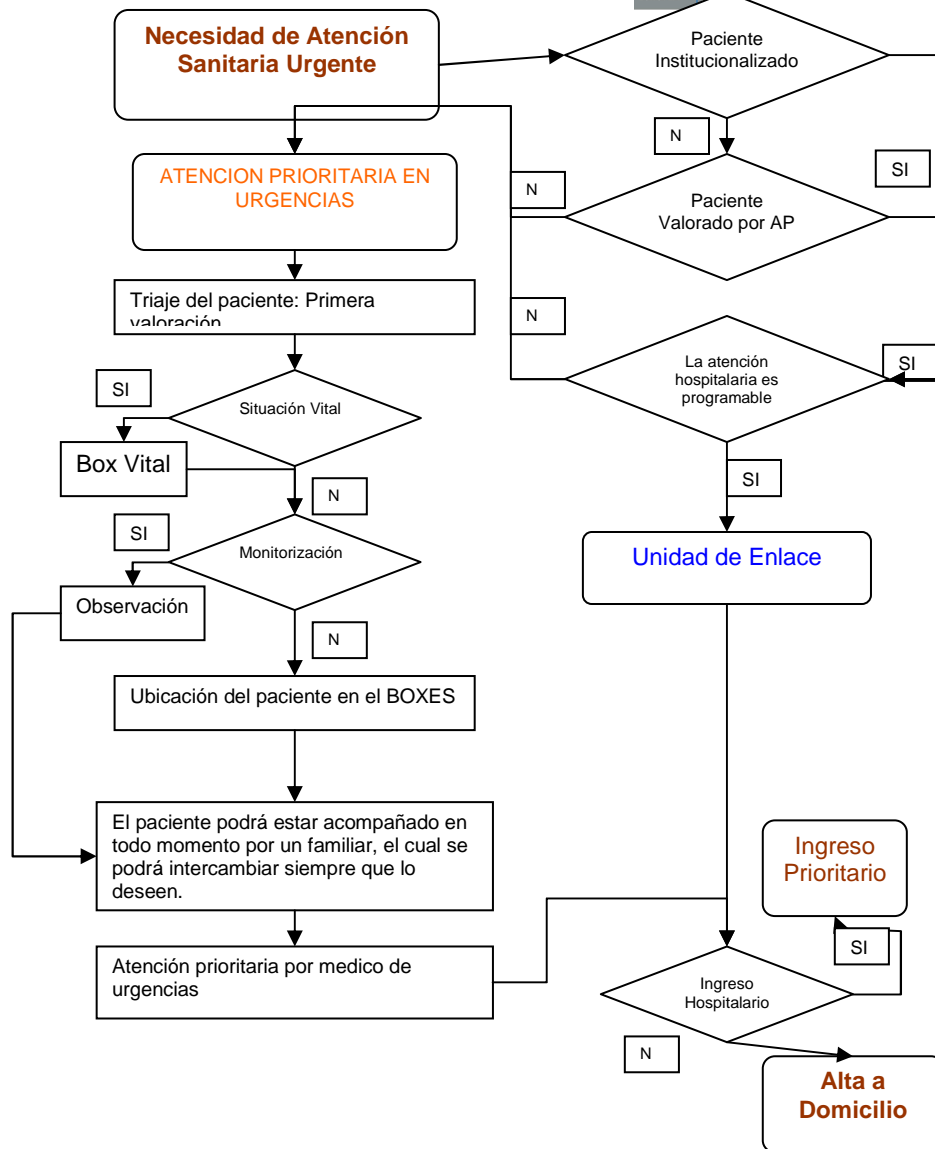 Necesidad de Atención
Sanitaria Urgente
Paciente
Institucionalizado
N
SI
ATENCION PRIORITARIA EN
URGENCIAS
N
Paciente
Valorado por AP
Triaje del paciente: Primera
valoración
N
La atención
hospitalaria es
programable
SI
SI
Situación Vital
Box Vital
SI
N
SI
Monitorización
Unidad de Enlace
Observación
N
Ubicación del paciente en el BOXES
El paciente podrá estar acompañado en
todo momento por un familiar, el cual se
podrá intercambiar siempre que lo
deseen.
Ingreso
Prioritario
SI
Atención prioritaria por medico de
urgencias
Ingreso
Hospitalario
N
Alta a
Domicilio